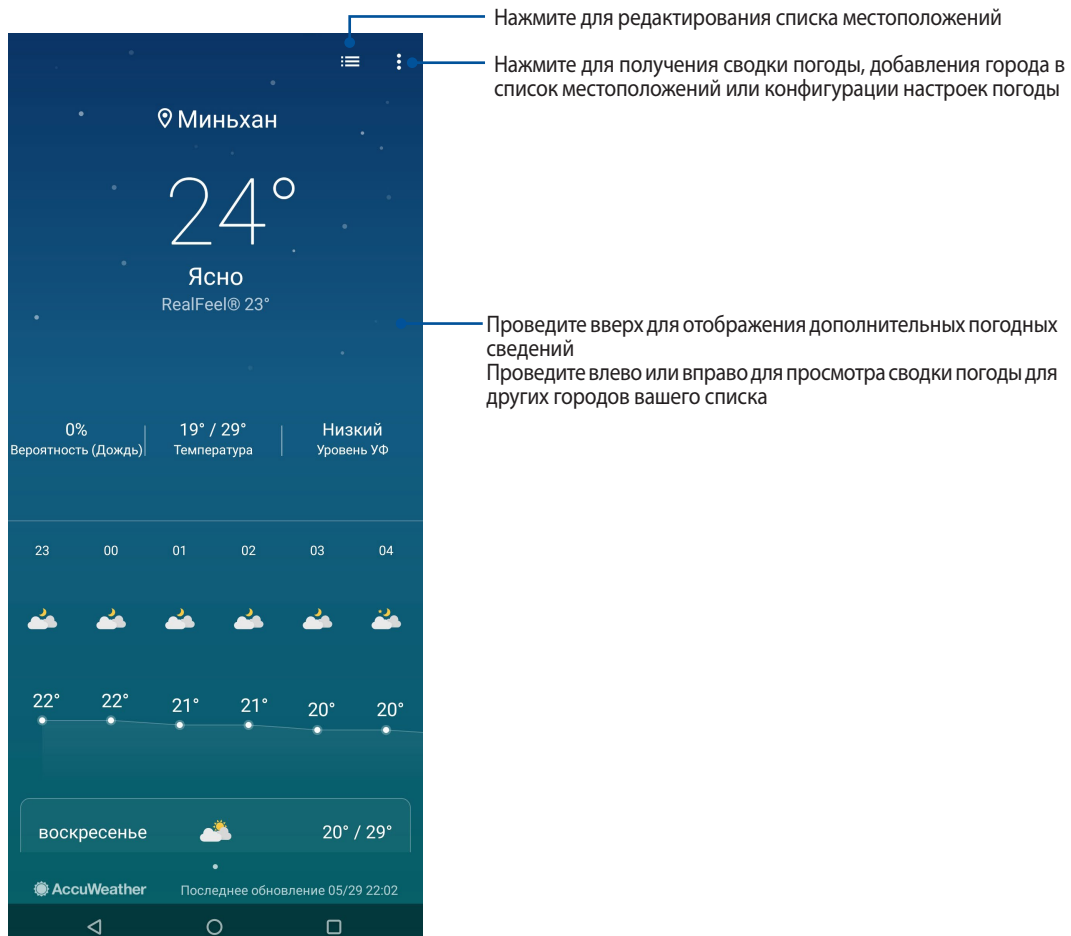 Нажмите для редактирования списка местоположений
Нажмите для получения сводки погоды, добавления города в
список местоположений или конфигурации настроек погоды
Миньхан
24°
Ясно
RealFeel® 23°
Проведите вверх для отображения дополнительных погодных
сведений
Проведите влево или вправо для просмотра сводки погоды для
других городов вашего списка
0% 19° / 29° Низкий
Вероятность (Дождь) Температура Уровень УФ
23 00 01 02 03 04
22° 22° 21° 21° 20° 20°
воскресенье 20° / 29°
AccuWeather Последнее обновление 05/29 22:02